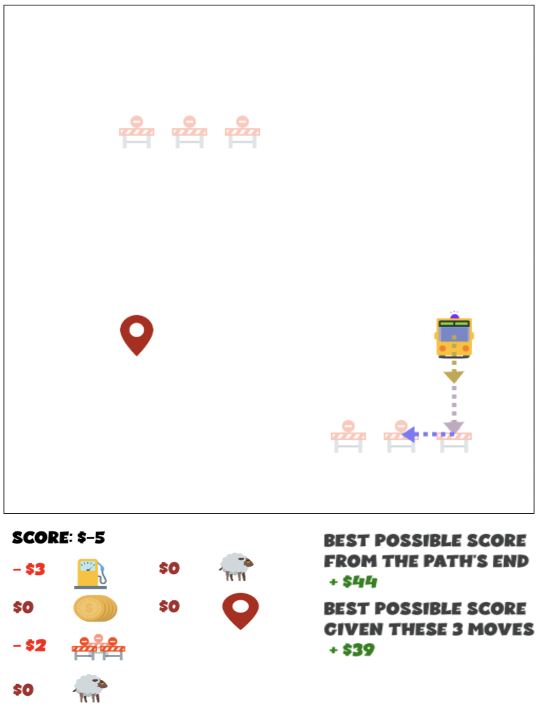 SCORE: $-5
- $3
$0
$0
$0
- $2
$0
BEST POSSIBLE SCORE
FROM THE PATH'S END
+ $44
BEST POSSIBLE SCORE
GIVEN THESE 3 MOVES
+ $39